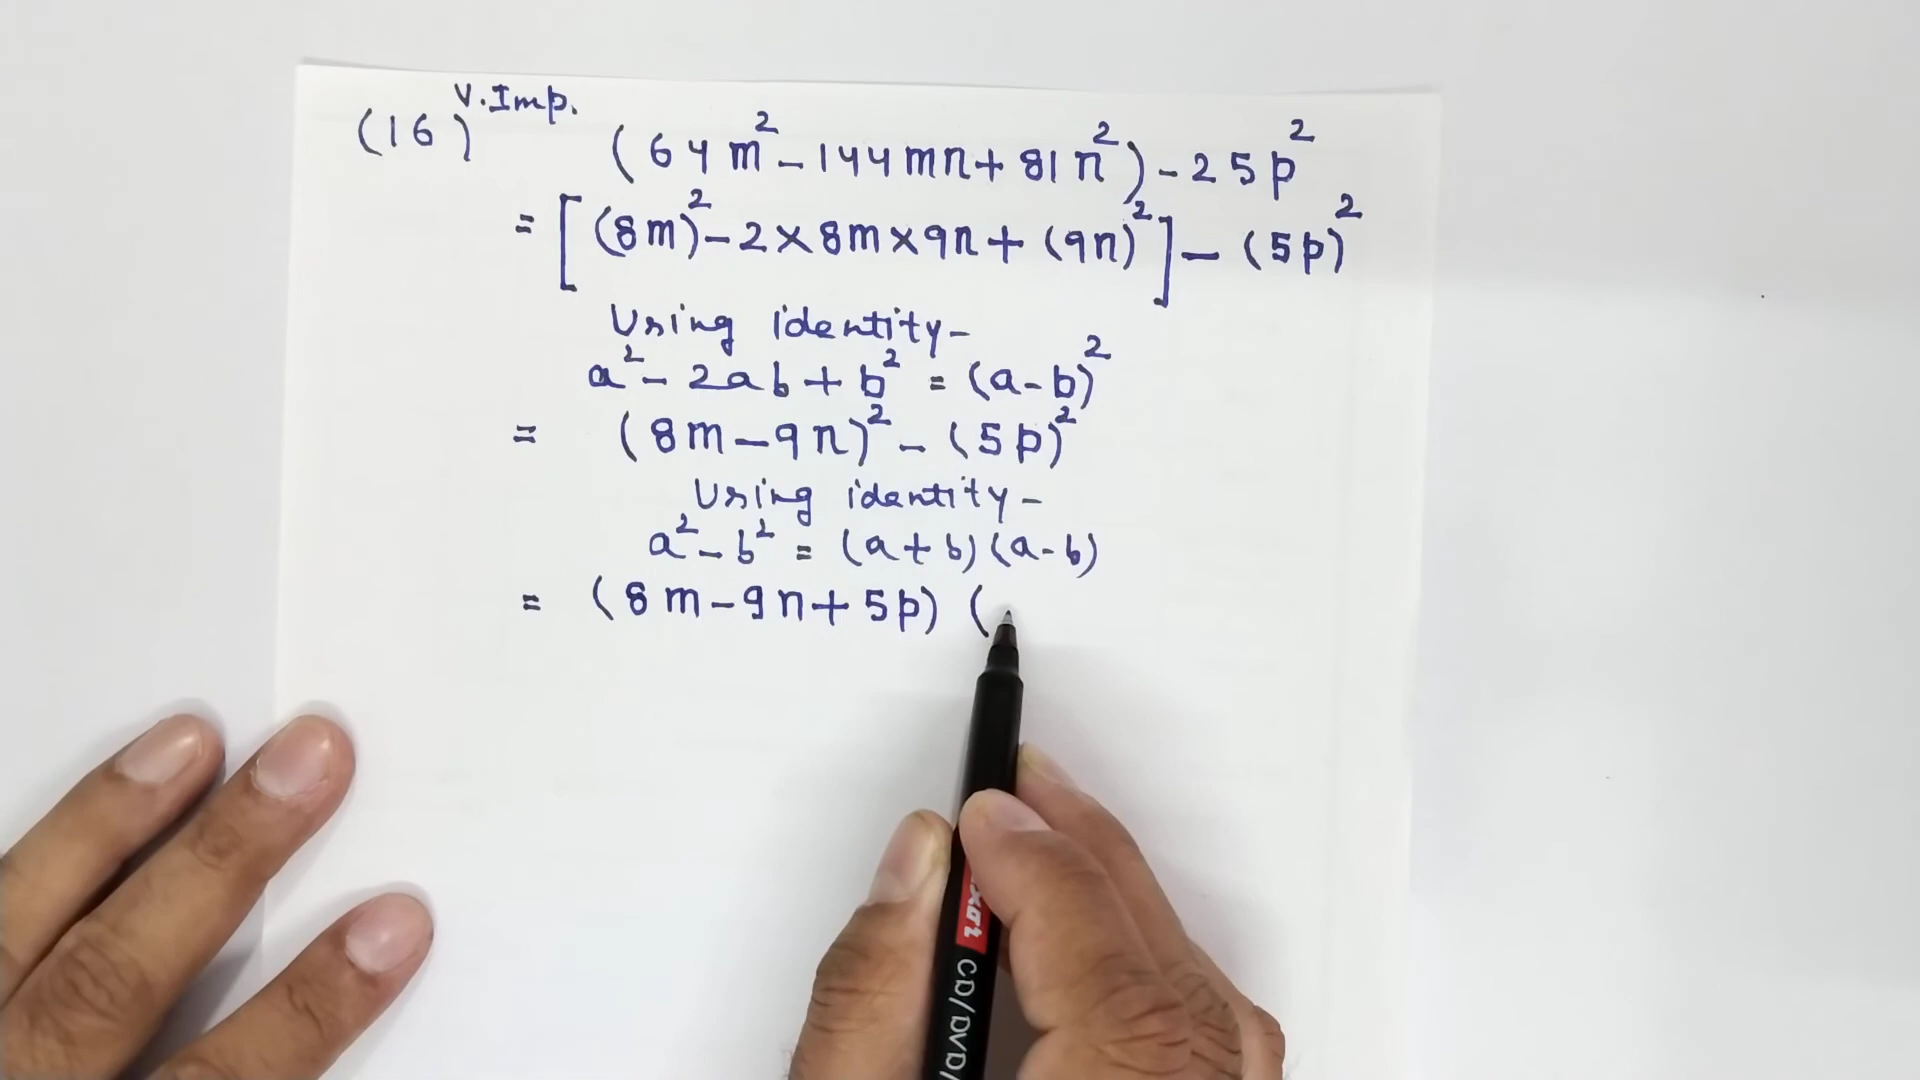 (16) V. Imp. (64m² - 144mn + 81n²) - 25p²
= [(8m)² - 2 × 8m × 9n + (9n)²] - (5p)²
Using identity -
a² - 2ab + b² = (a - b)²
= (8m - 9n)² - (5p)²
Using identity -
a² - b² = (a + b) (a - b)
= (8m - 9n + 5p) (
CD/DVD/